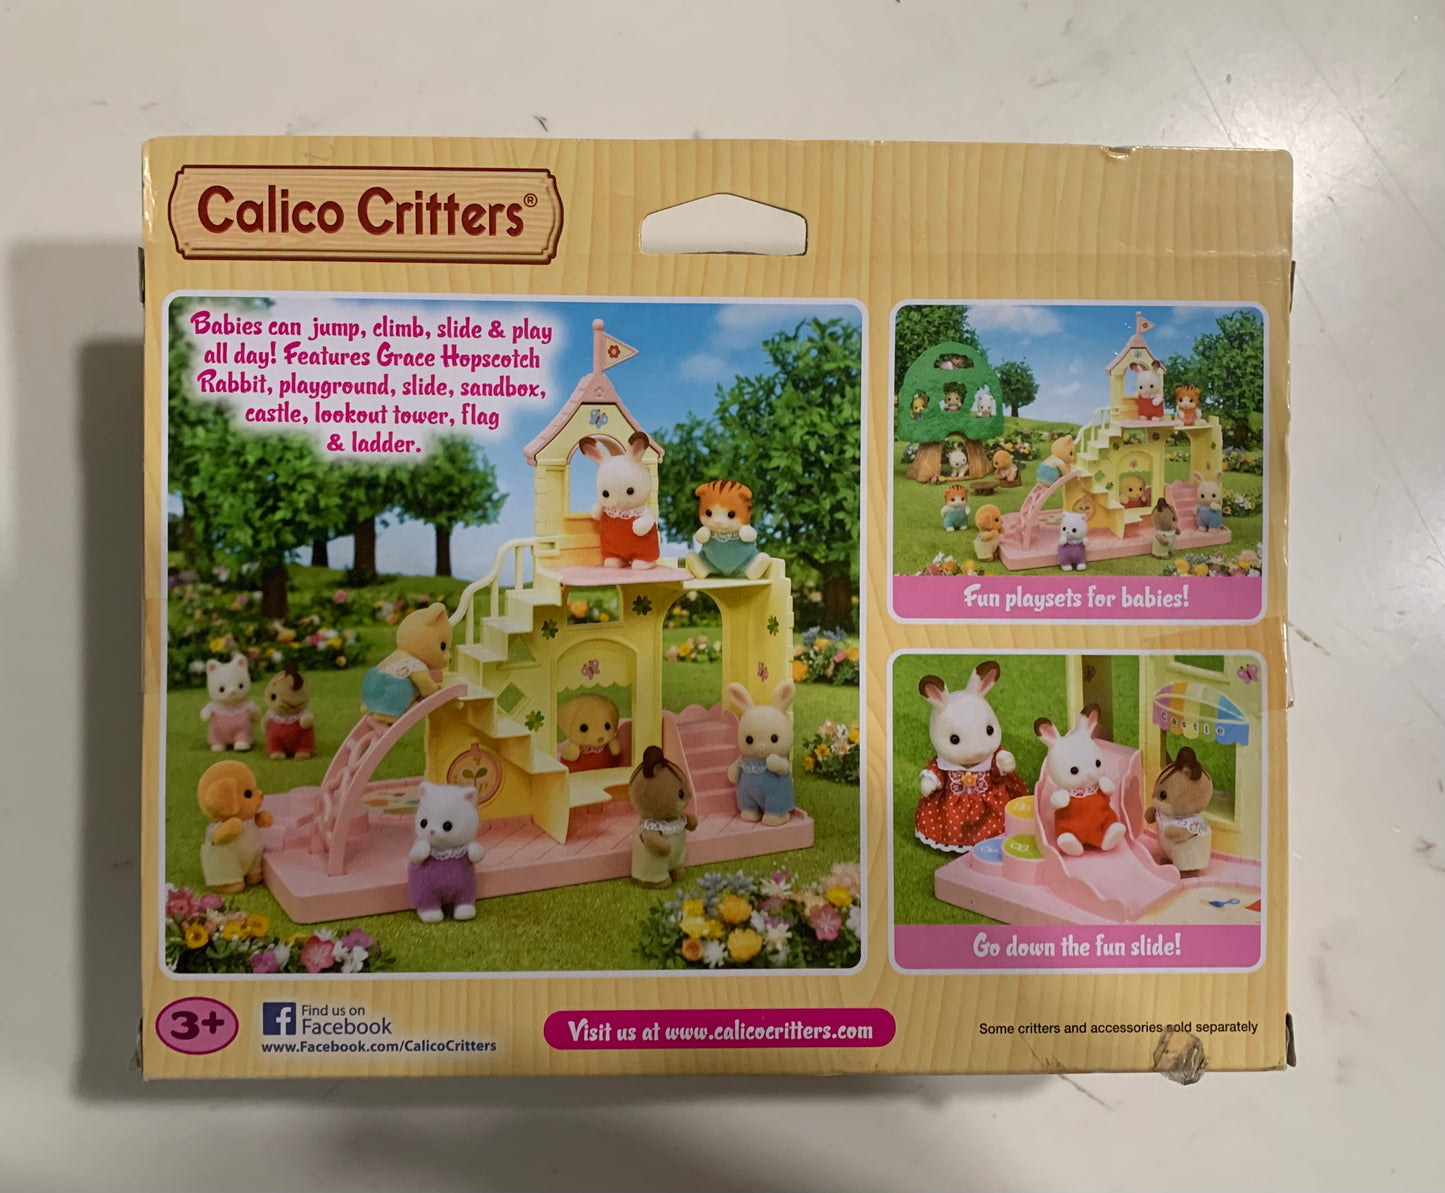 Calico Critters®
Babies can jump, climb, slide & play
all day! Features Grace Hopscotch
Rabbit, playground, slide, sandbox,
castle, lookout tower, flag
& ladder.
Fun playsets for babies!
Castle
Go down the fun slide!
3+
Find us on
Facebook
www.Facebook.com/CalicoCritters
Visit us at www.calicocritters.com
Some critters and accessories sold separately